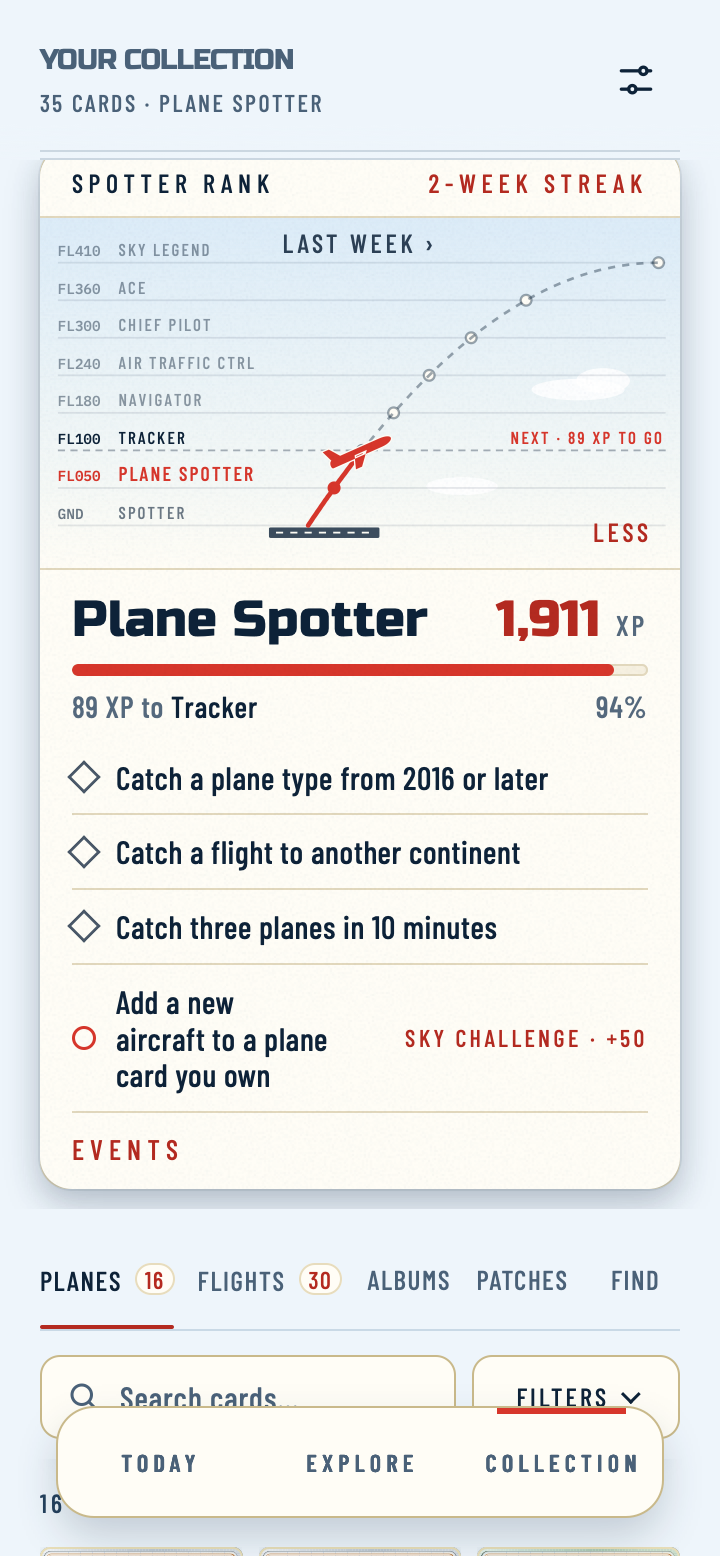 YOUR COLLECTION
35 CARDS · PLANE SPOTTER
SPOTTER RANK 2-WEEK STREAK
LAST WEEK ›
FL410 SKY LEGEND
FL360 ACE
FL300 CHIEF PILOT
FL240 AIR TRAFFIC CTRL
FL180 NAVIGATOR
FL100 TRACKER NEXT · 89 XP TO GO
FL050 PLANE SPOTTER
GND SPOTTER
LESS
Plane Spotter 1,911 XP
89 XP to Tracker 94%
Catch a plane type from 2016 or later
Catch a flight to another continent
Catch three planes in 10 minutes
Add a new
aircraft to a plane
card you own
SKY CHALLENGE · +50
EVENTS
PLANES 16 FLIGHTS 30 ALBUMS PATCHES FIND
Search cards... FILTERS
TODAY EXPLORE COLLECTION
16